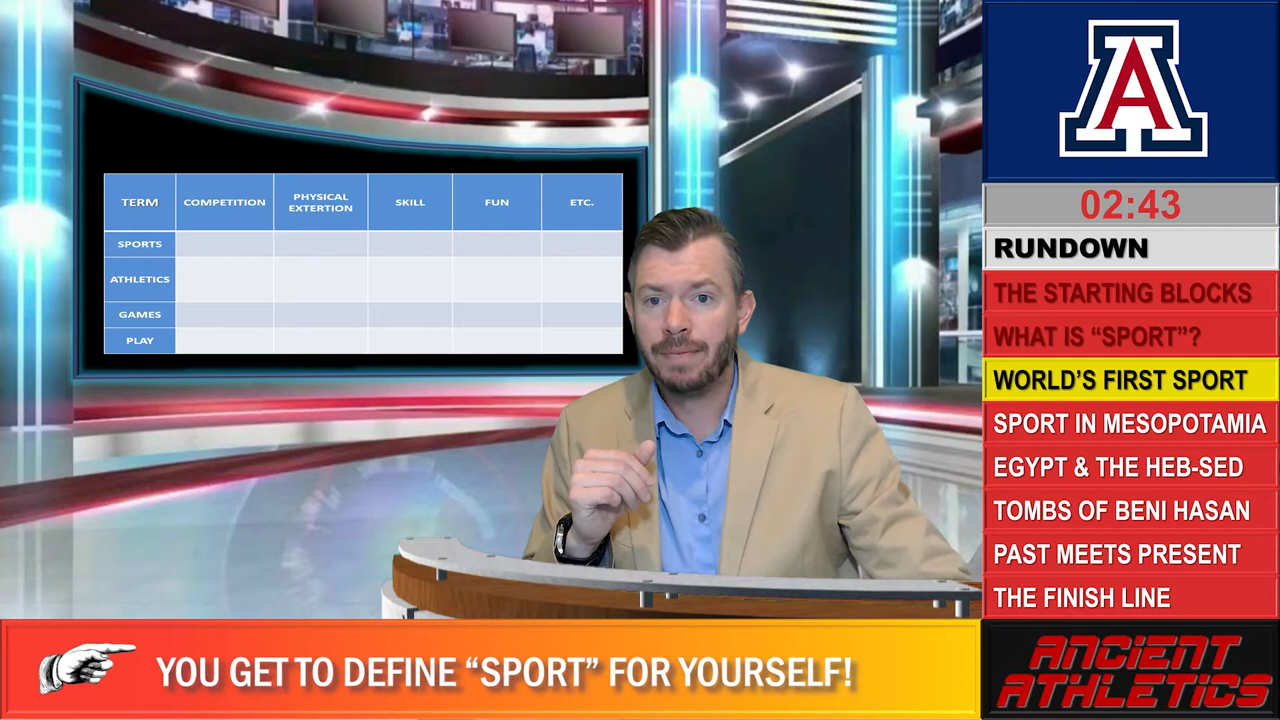 TERM COMPETITION PHYSICAL EXTERTION SKILL FUN ETC.
SPORTS
ATHLETICS
GAMES
PLAY
A
02:43
RUNDOWN
THE STARTING BLOCKS
WHAT IS “SPORT”?
WORLD’S FIRST SPORT
SPORT IN MESOPOTAMIA
EGYPT & THE HEB-SED
TOMBS OF BENI HASAN
PAST MEETS PRESENT
THE FINISH LINE
YOU GET TO DEFINE “SPORT” FOR YOURSELF!
ANCIENT
ATHLETICS